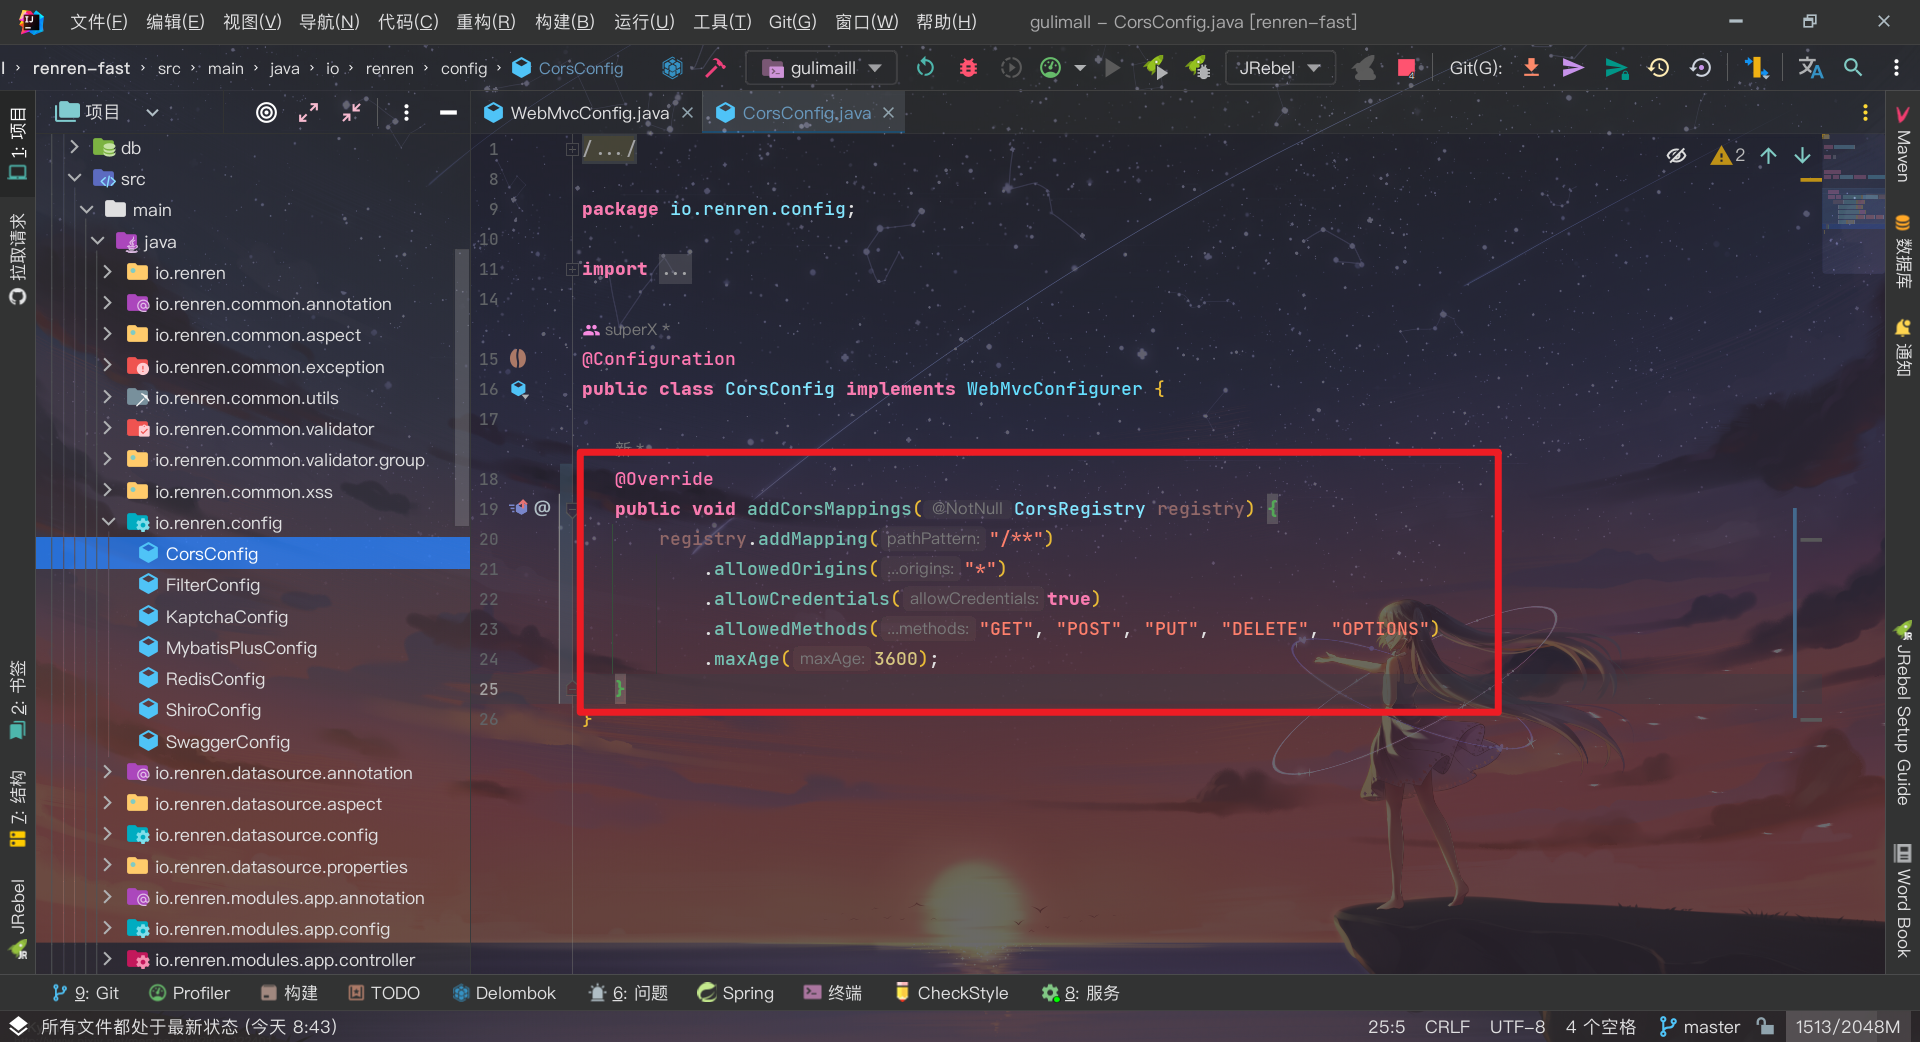 文件(F) 编辑(E) 视图(V) 导航(N) 代码(C) 重构(R) 构建(B) 运行(U) 工具(T) Git(G) 窗口(W) 帮助(H) gulimall – CorsConfig.java [renren-fast]
renren-fast › src › main › java › io › renren › config › CorsConfig gulimaill JRebel Git(G):
1: 项目
拉取请求
2: 书签
7: 结构
JRebel
项目
db
src
main
java
io.renren
io.renren.common.annotation
io.renren.common.aspect
io.renren.common.exception
io.renren.common.utils
io.renren.common.validator
io.renren.common.validator.group
io.renren.common.xss
io.renren.config
CorsConfig
FilterConfig
KaptchaConfig
MybatisPlusConfig
RedisConfig
ShiroConfig
SwaggerConfig
io.renren.datasource.annotation
io.renren.datasource.aspect
io.renren.datasource.config
io.renren.datasource.properties
io.renren.modules.app.annotation
io.renren.modules.app.config
io.renren.modules.app.controller
WebMvcConfig.java CorsConfig.java
2
1 /.../
8
9 package io.renren.config;
10
11 import ...
14
superX *
15 @Configuration
16 public class CorsConfig implements WebMvcConfigurer {
17
新 *
18 @Override
19 @ public void addCorsMappings( @NotNull CorsRegistry registry) {
20 registry.addMapping( pathPattern: "/**")
21 .allowedOrigins( ...origins: "*")
22 .allowCredentials( allowCredentials: true)
23 .allowedMethods( ...methods: "GET", "POST", "PUT", "DELETE", "OPTIONS")
24 .maxAge( maxAge: 3600);
25 }
26 }
Maven
数据库
通知
JRebel Setup Guide
Word Book
9: Git Profiler 构建 TODO Delombok 6: 问题 Spring 终端 CheckStyle 8: 服务
所有文件都处于最新状态 (今天 8:43) 25:5 CRLF UTF-8 4 个空格 master 1513/2048M